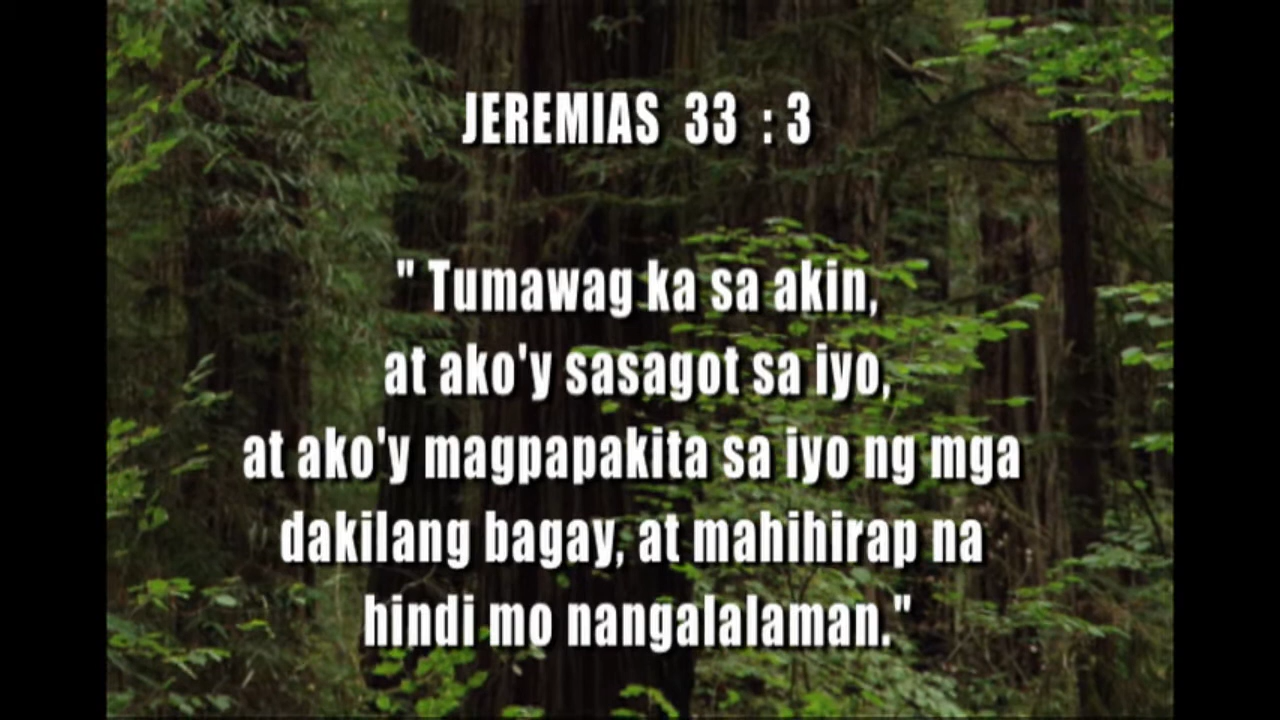 JEREMIAS 33 : 3
" Tumawag ka sa akin,
at ako'y sasagot sa iyo,
at ako'y magpapakita sa iyo ng mga
dakilang bagay, at mahihirap na
hindi mo nangalalaman."